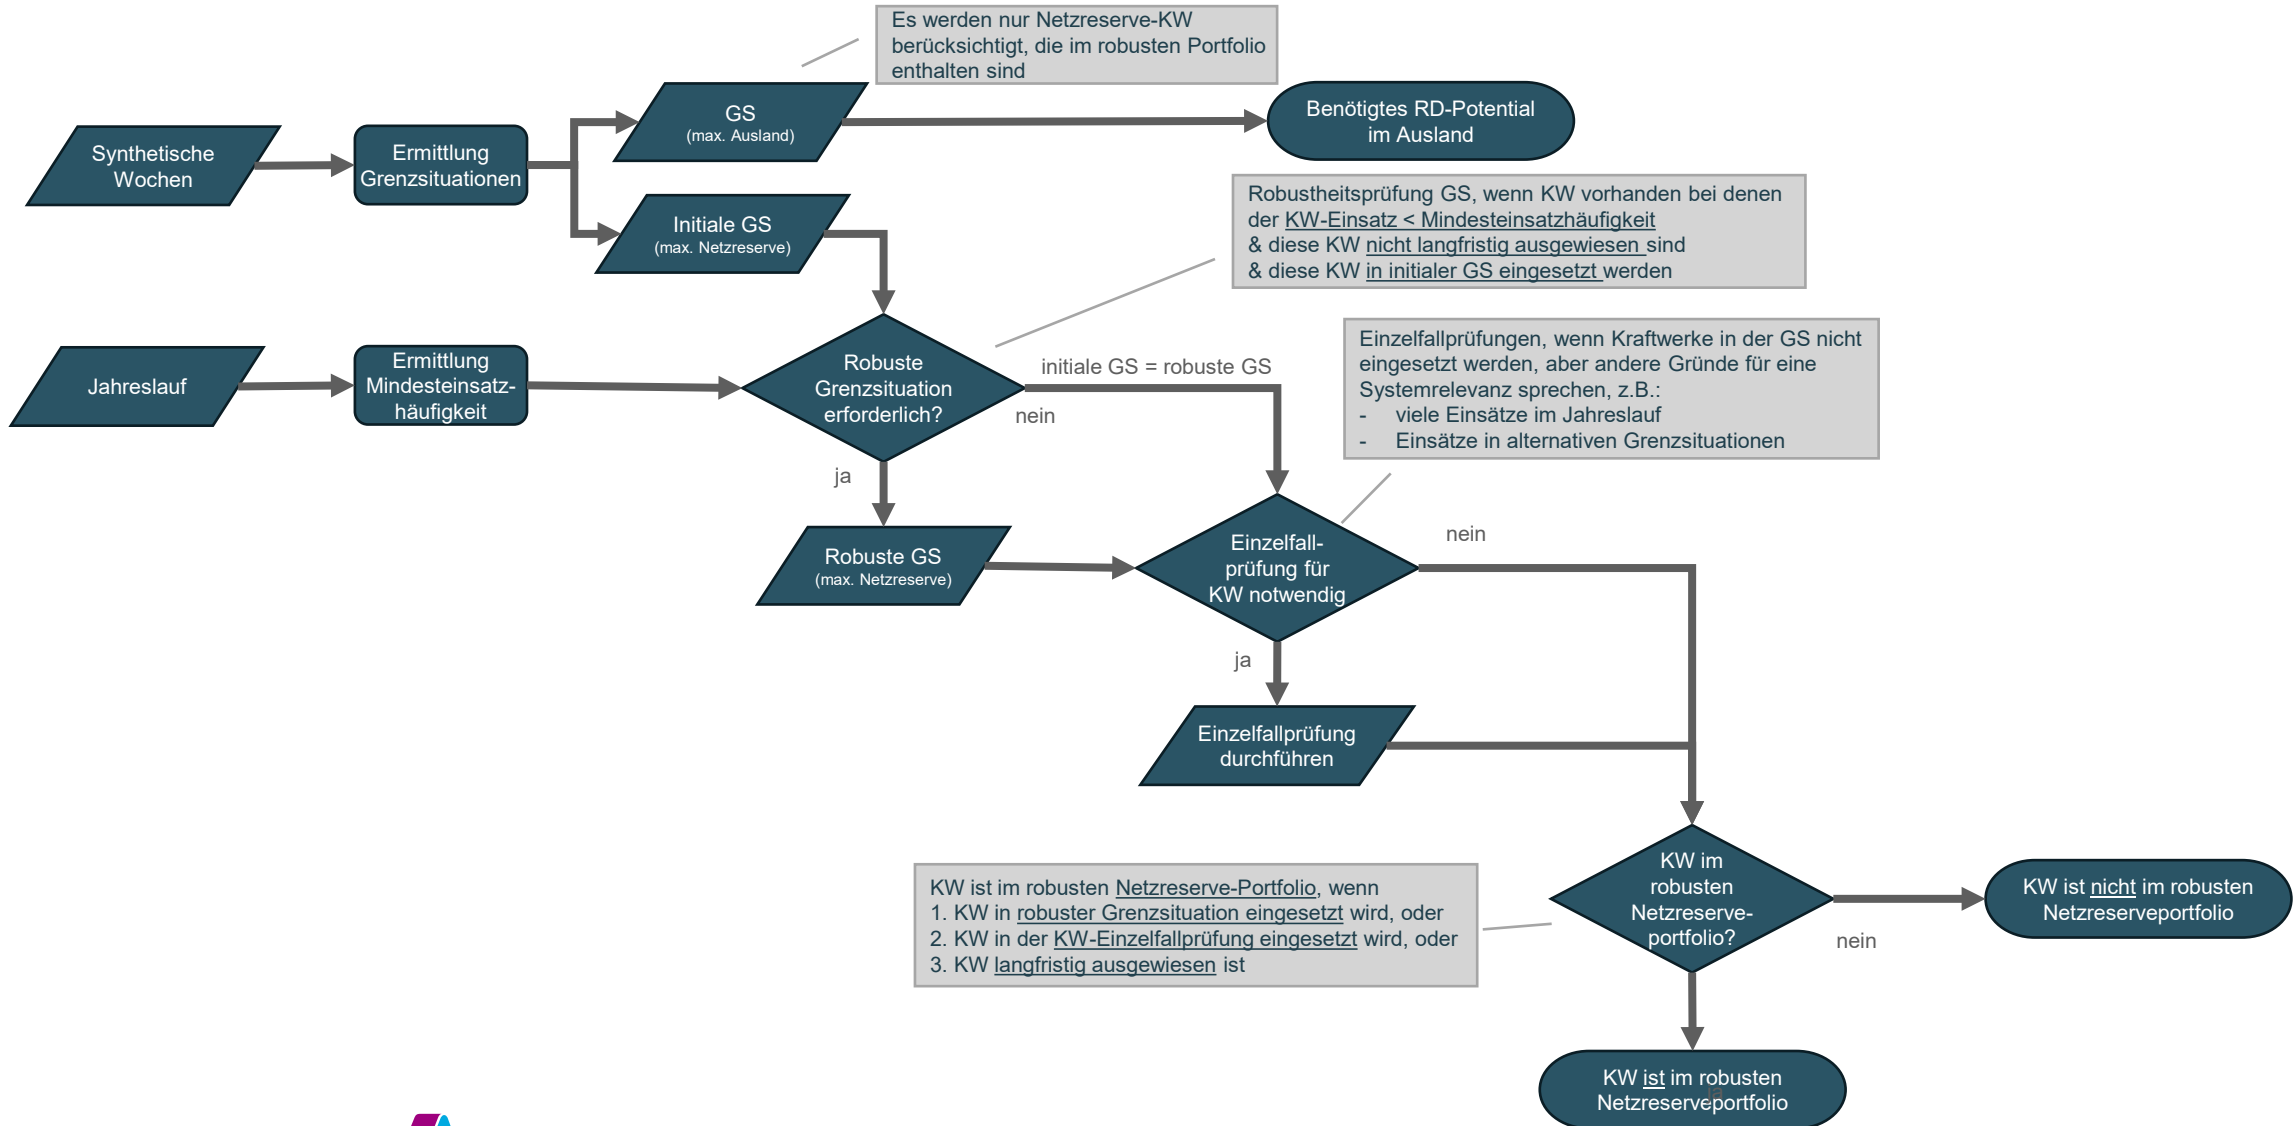 Es werden nur Netzreserve-KW
berücksichtigt, die im robusten Portfolio
enthalten sind
GS
(max. Ausland)
Benötigtes RD-Potential
im Ausland
Synthetische
Wochen
Ermittlung
Grenzsituationen
Initiale GS
(max. Netzreserve)
Robustheitsprüfung GS, wenn KW vorhanden bei denen
der KW-Einsatz < Mindesteinsatzhäufigkeit
& diese KW nicht langfristig ausgewiesen sind
& diese KW in initialer GS eingesetzt werden
Jahreslauf
Ermittlung
Mindesteinsatz-
häufigkeit
Robuste
Grenzsituation
erforderlich?
initiale GS = robuste GS
nein
ja
Einzelfallprüfungen, wenn Kraftwerke in der GS nicht
eingesetzt werden, aber andere Gründe für eine
Systemrelevanz sprechen, z.B.:
- viele Einsätze im Jahreslauf
- Einsätze in alternativen Grenzsituationen
Robuste GS
(max. Netzreserve)
Einzelfall-
prüfung für
KW notwendig
nein
ja
Einzelfallprüfung
durchführen
KW ist im robusten Netzreserve-Portfolio, wenn
1. KW in robuster Grenzsituation eingesetzt wird, oder
2. KW in der KW-Einzelfallprüfung eingesetzt wird, oder
3. KW langfristig ausgewiesen ist
KW im
robusten
Netzreserve-
portfolio?
nein
KW ist nicht im robusten
Netzreserveportfolio
KW ist im robusten
Netzreserveportfolio
ja